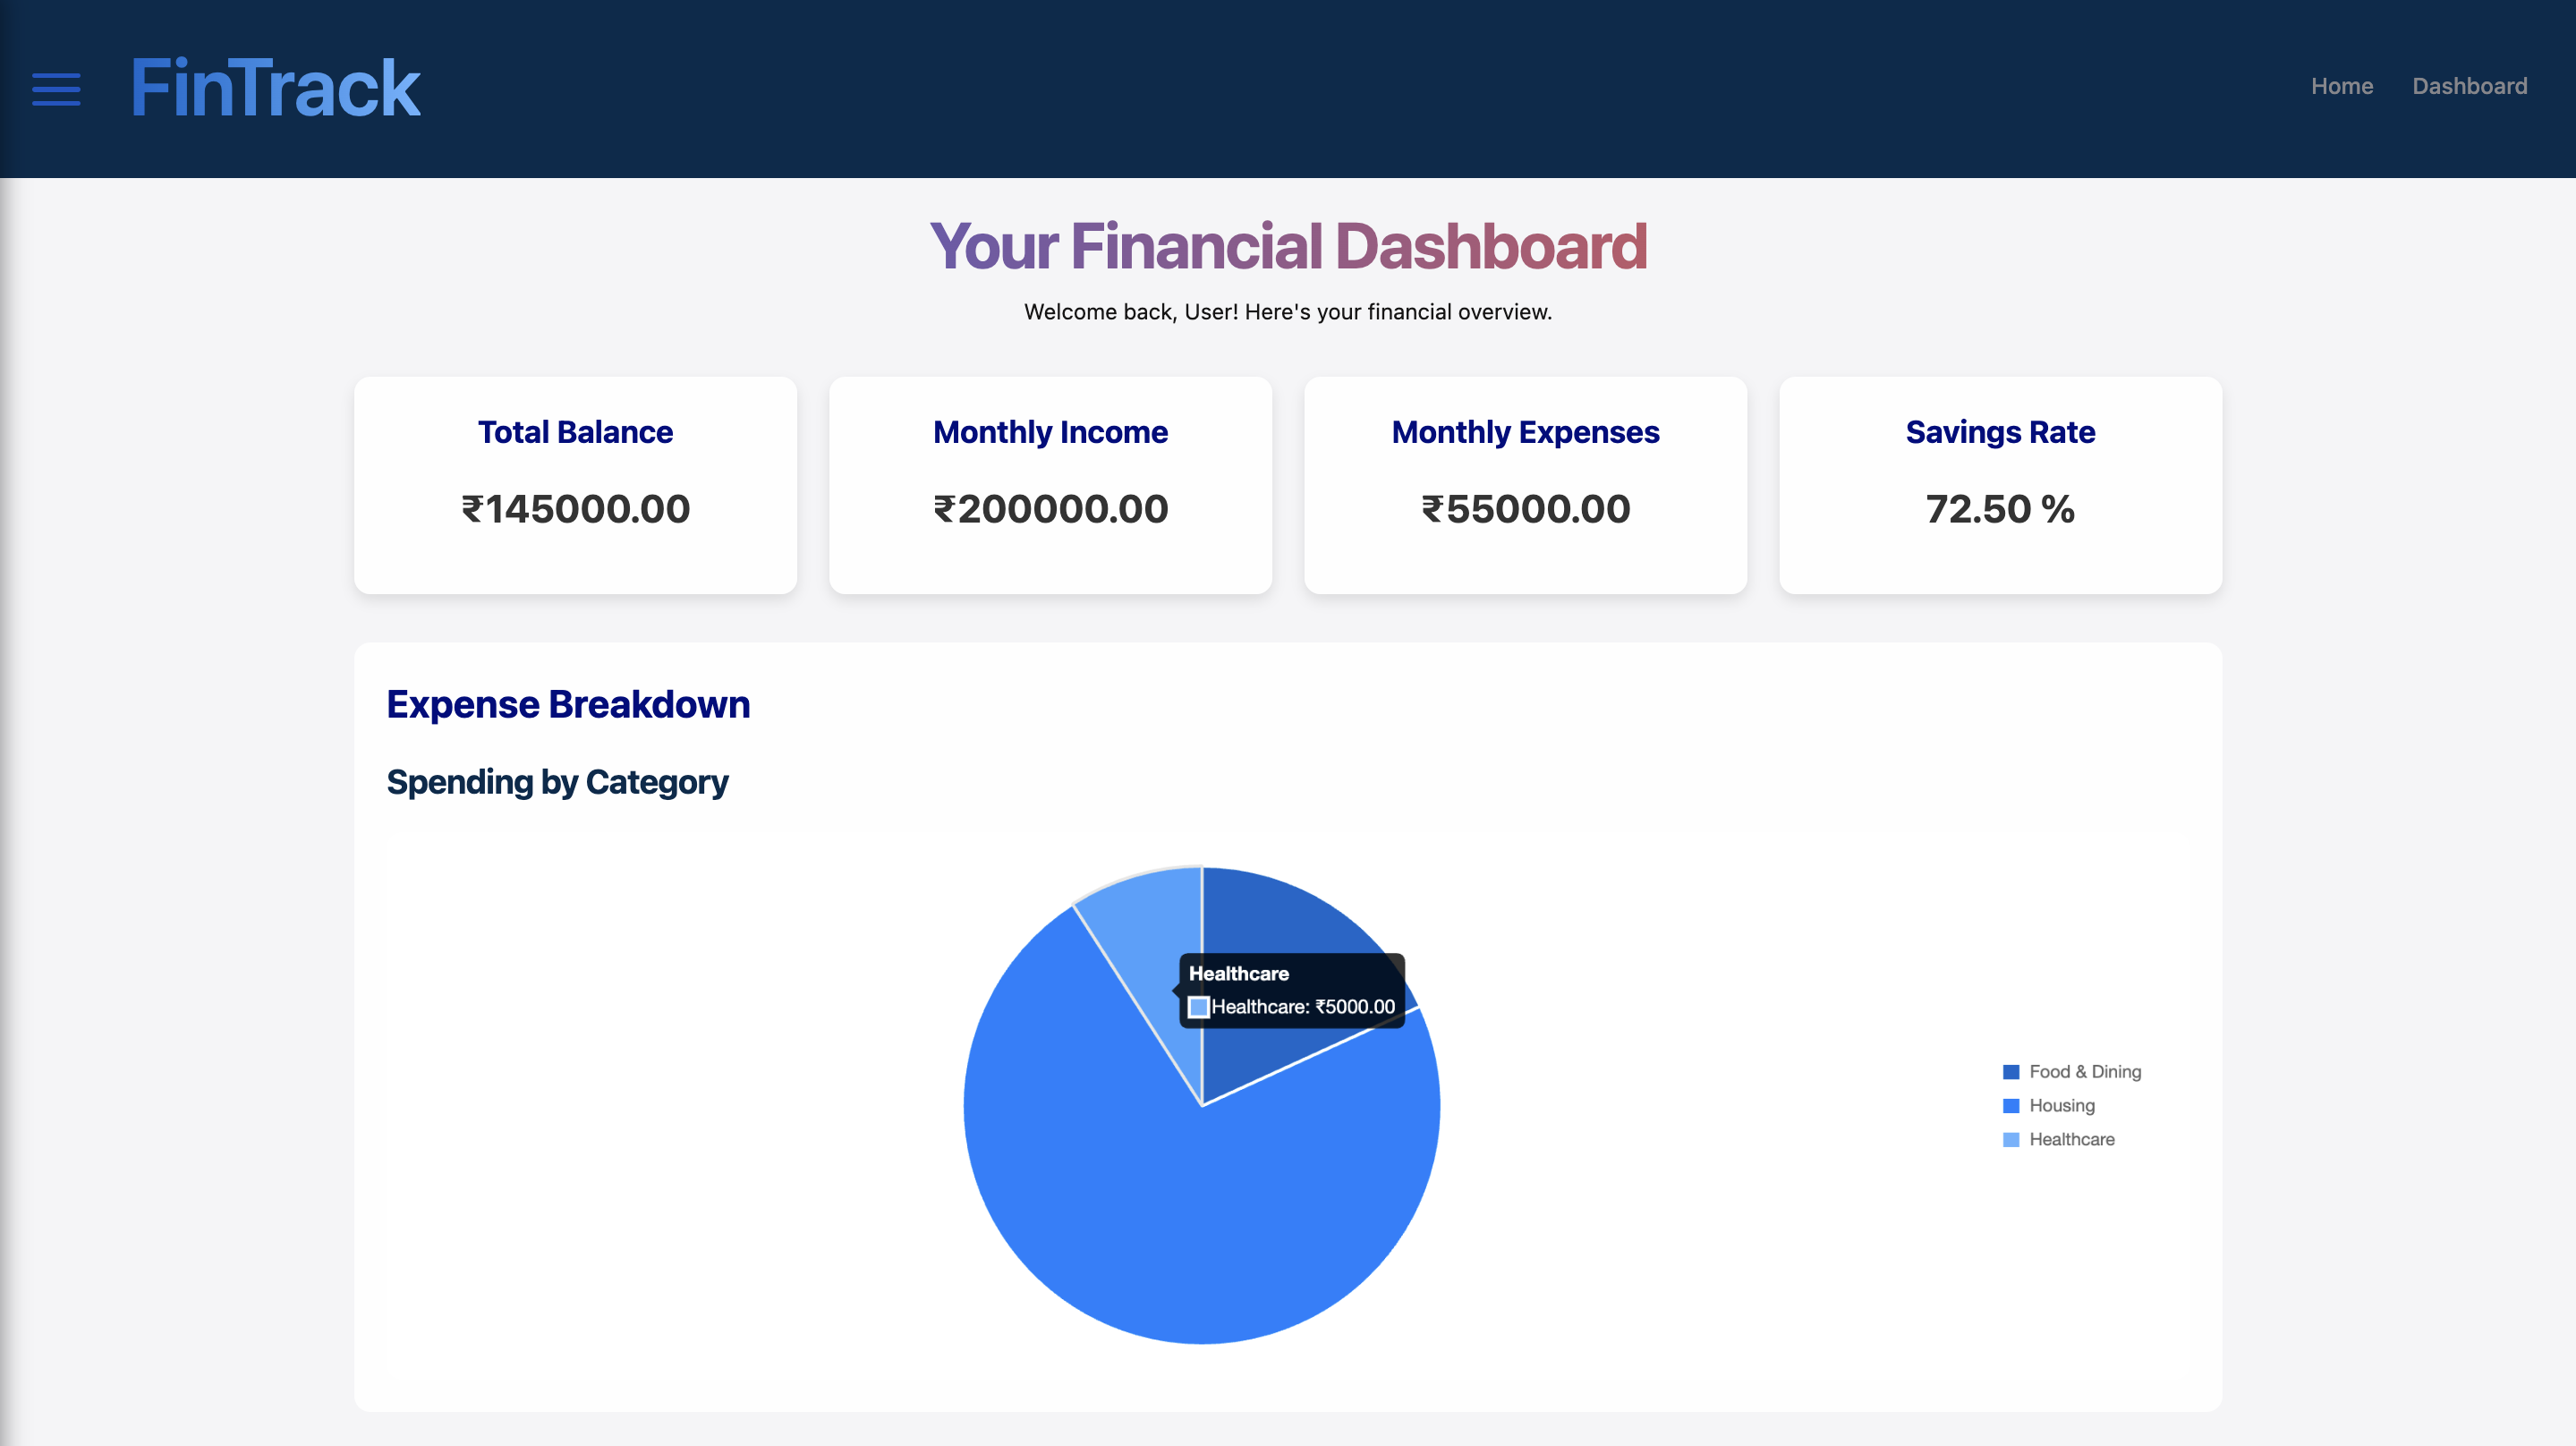 FinTrack
Home
Dashboard
Your Financial Dashboard
Welcome back, User! Here's your financial overview.
Total Balance
₹145000.00
Monthly Income
₹200000.00
Monthly Expenses
₹55000.00
Savings Rate
72.50 %
Expense Breakdown
Spending by Category
Healthcare
Healthcare: ₹5000.00
Food & Dining
Housing
Healthcare